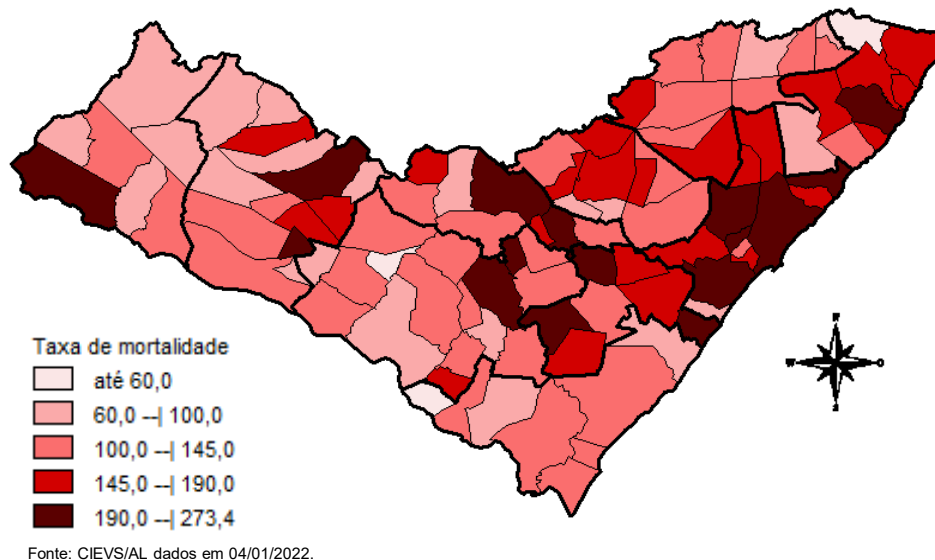 N
W
O
S
Taxa de mortalidade
até 60,0
60,0 --| 100,0
100,0 --| 145,0
145,0 --| 190,0
190,0 --| 273,4
Fonte: CIEVS/AL dados em 04/01/2022.